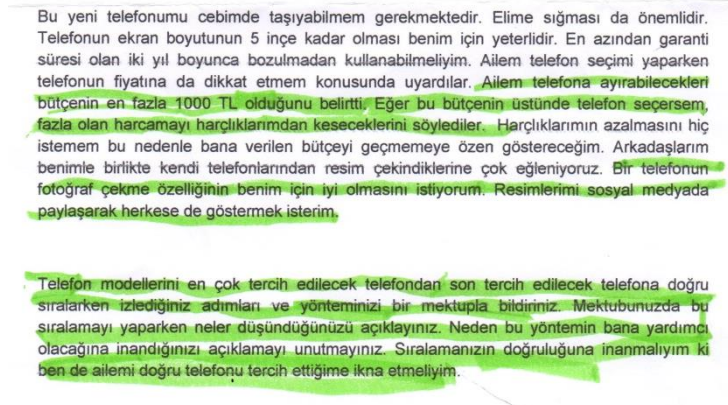 Bu yeni telefonumu cebimde taşıyabilmem gerekmektedir. Elime sığması da önemlidir.
Telefonun ekran boyutunun 5 inçe kadar olması benim için yeterlidir. En azından garanti
süresi olan iki yıl boyunca bozulmadan kullanabilmeliyim. Ailem telefon seçimi yaparken
telefonun fiyatına da dikkat etmem konusunda uyardılar. Ailem telefona ayırabilecekleri
bütçenin en fazla 1000 TL olduğunu belirtti. Eğer bu bütçenin üstünde telefon seçersem,
fazla olan harcamayı harçlıklarımdan keseceklerini söylediler. Harçlıklarımın azalmasını hiç
istemem bu nedenle bana verilen bütçeyi geçmemeye özen göstereceğim. Arkadaşlarım
benimle birlikte kendi telefonlarından resim çekindiklerine çok eğleniyoruz. Bir telefonun
fotoğraf çekme özelliğinin benim için iyi olmasını istiyorum. Resimlerimi sosyal medyada
paylaşarak herkese de göstermek isterim.
Telefon modellerini en çok tercih edilecek telefondan son tercih edilecek telefona doğru
sıralarken izlediğiniz adımları ve yönteminizi bir mektupla bildiriniz. Mektubunuzda bu
sıralamayı yaparken neler düşündüğünüzü açıklayınız. Neden bu yöntemin bana yardımcı
olacağına inandığınızı açıklamayı unutmayınız. Sıralamanızın doğruluğuna inanmalıyım ki
ben de ailemi doğru telefonu tercih ettiğime ikna etmeliyim.